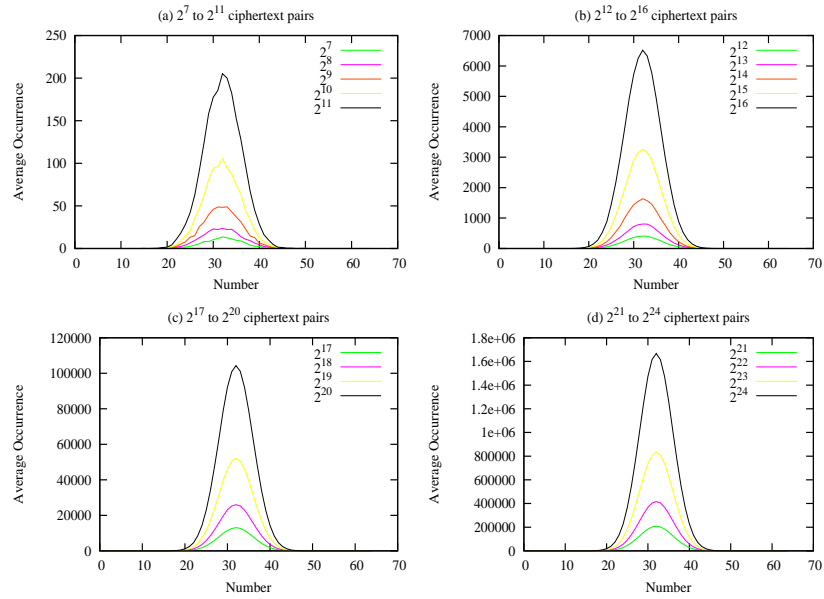 (a) 2^7 to 2^11 ciphertext pairs
250
200
150
100
50
0
0 10 20 30 40 50 60 70
Average Occurrence
Number
2^7
2^8
2^9
2^10
2^11
(b) 2^12 to 2^16 ciphertext pairs
7000
6000
5000
4000
3000
2000
1000
0
0 10 20 30 40 50 60 70
Average Occurrence
Number
2^12
2^13
2^14
2^15
2^16
(c) 2^17 to 2^20 ciphertext pairs
120000
100000
80000
60000
40000
20000
0
0 10 20 30 40 50 60 70
Average Occurrence
Number
2^17
2^18
2^19
2^20
(d) 2^21 to 2^24 ciphertext pairs
1.8e+06
1.6e+06
1.4e+06
1.2e+06
1e+06
800000
600000
400000
200000
0
0 10 20 30 40 50 60 70
Average Occurrence
Number
2^21
2^22
2^23
2^24